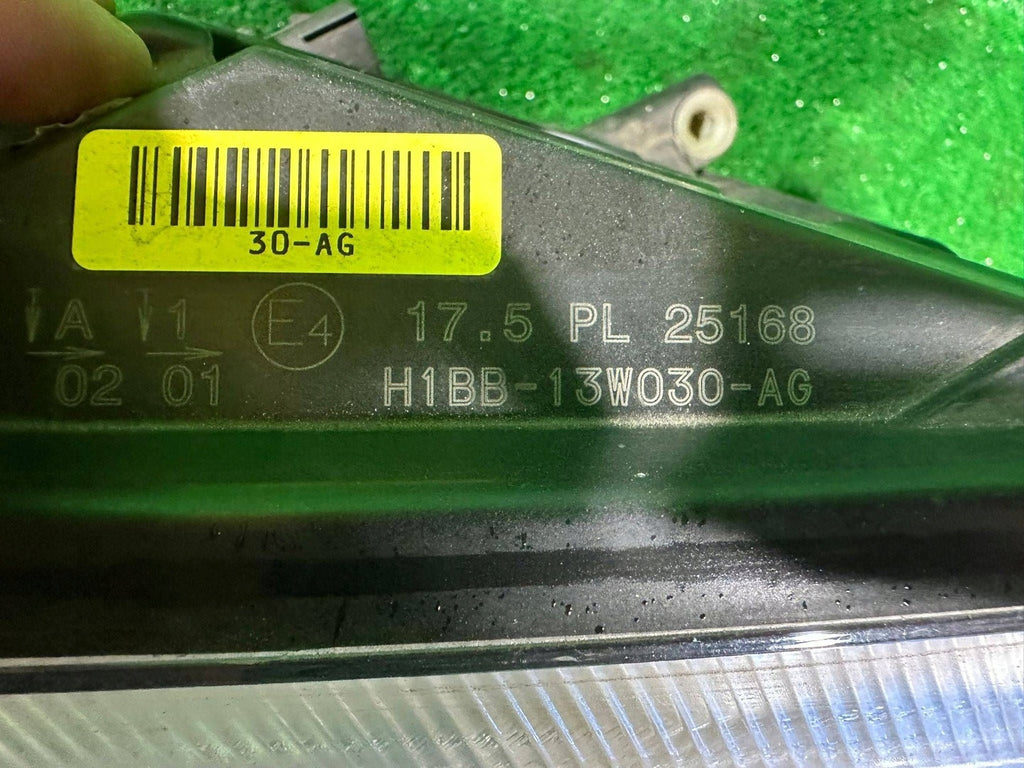 30-AG
A 1 E4 17.5 PL 25168
02 01 H1BB-13W030-AG